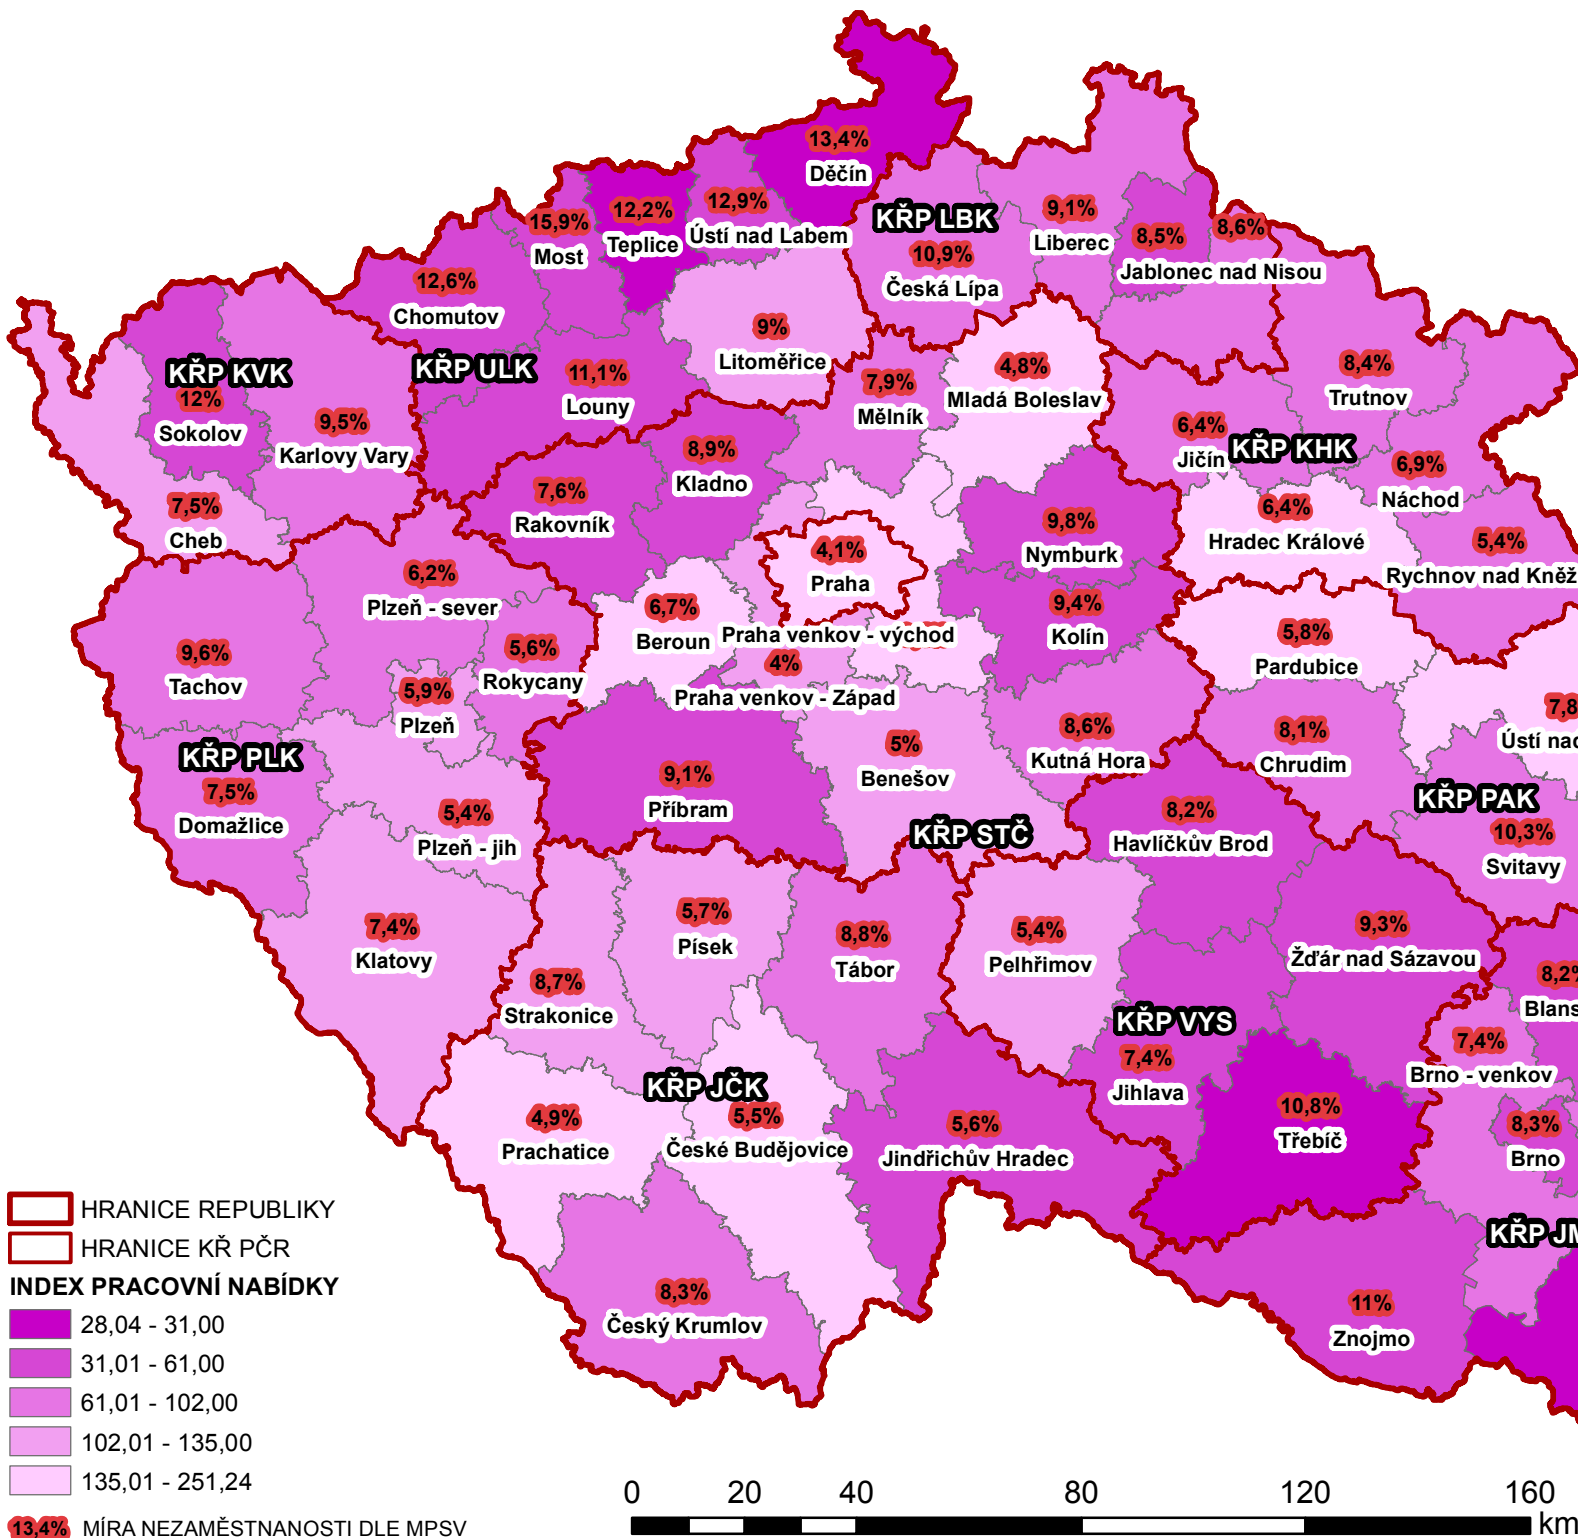 13,4%
Děčín
12,9%
Ústí nad Labem
12,2%
Teplice
15,9%
Most
KŘP LBK
10,9%
Česká Lípa
9,1%
Liberec
8,5%
8,6%
Jablonec nad Nisou
12,6%
Chomutov
9%
Litoměřice
KŘP KVK
12%
Sokolov
KŘP ULK
11,1%
Louny
7,9%
Mělník
4,8%
Mladá Boleslav
8,4%
Trutnov
9,5%
Karlovy Vary
6,4%
Jičín
KŘP KHK
6,9%
Náchod
8,9%
Kladno
7,6%
Rakovník
7,5%
Cheb
9,8%
Nymburk
6,4%
Hradec Králové
5,4%
Rychnov nad Kněž
4,1%
Praha
6,2%
Plzeň - sever
6,7%
Beroun
Praha venkov - východ
9,4%
Kolín
5,8%
Pardubice
9,6%
Tachov
5,6%
Rokycany
4%
Praha venkov - Západ
5,9%
Plzeň
7,8
Ústí nad
8,6%
Kutná Hora
8,1%
Chrudim
5%
Benešov
KŘP PLK
7,5%
Domažlice
9,1%
Příbram
KŘP PAK
10,3%
Svitavy
5,4%
Plzeň - jih
KŘP STČ
8,2%
Havlíčkův Brod
7,4%
Klatovy
5,7%
Písek
8,8%
Tábor
5,4%
Pelhřimov
9,3%
Žďár nad Sázavou
8,7%
Strakonice
8,2%
Blans
KŘP VYS
7,4%
Jihlava
7,4%
Brno - venkov
KŘP JČK
4,9%
Prachatice
5,5%
České Budějovice
5,6%
Jindřichův Hradec
10,8%
Třebíč
8,3%
Brno
KŘP JM
8,3%
Český Krumlov
11%
Znojmo
HRANICE REPUBLIKY
HRANICE KŘ PČR
INDEX PRACOVNÍ NABÍDKY
28,04 - 31,00
31,01 - 61,00
61,01 - 102,00
102,01 - 135,00
135,01 - 251,24
13,4% MÍRA NEZAMĚSTNANOSTI DLE MPSV
0 20 40 80 120 160
km